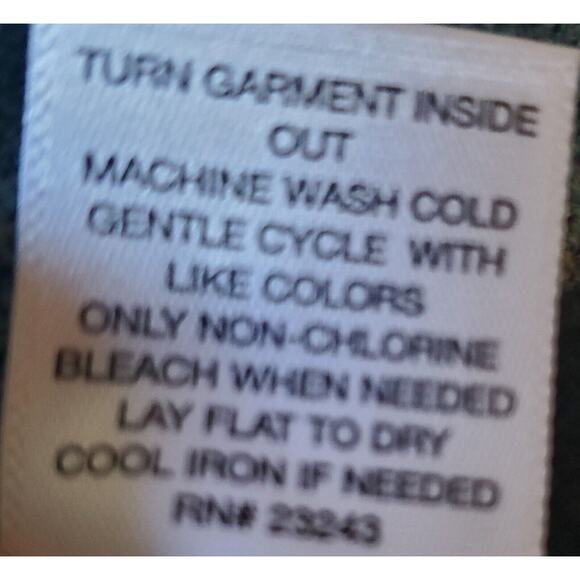 TURN GARMENT INSIDE
OUT
MACHINE WASH COLD
GENTLE CYCLE WITH
LIKE COLORS
ONLY NON-CHLORINE
BLEACH WHEN NEEDED
LAY FLAT TO DRY
COOL IRON IF NEEDED
RN# 23243